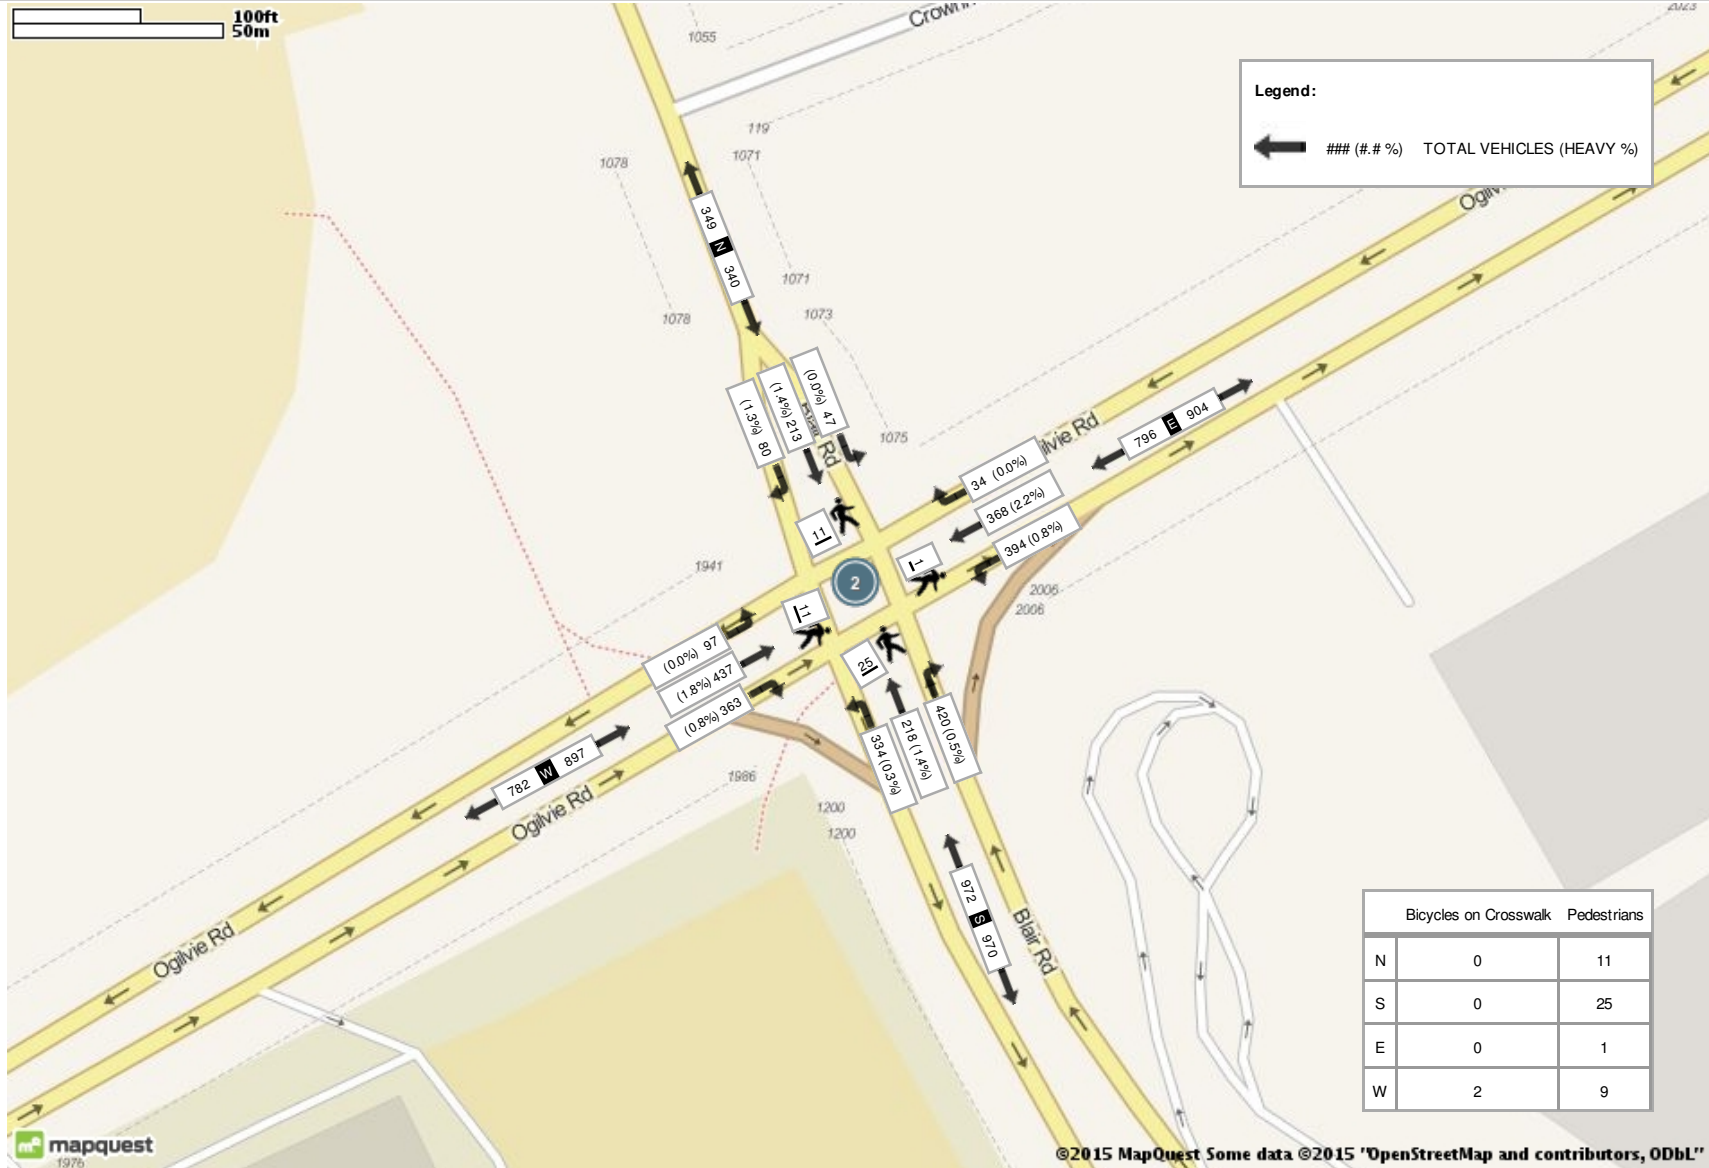 100ft
50m
Crownh
2023
1055
Legend:
### (#.# %) TOTAL VEHICLES (HEAVY %)
119
1078
1071
349 N 340
1071
1078
1073
Ogilv
(1.3%) 80
(1.4%) 213
(0.0%) 47
Rd
1075
ilvie Rd
796 E 904
34 (0.0%)
368 (2.2%)
394 (0.8%)
11
1
2
1941
2006
2006
11
25
(0.0%) 97
(1.8%) 437
(0.8%) 363
334 (0.3%)
218 (1.4%)
420 (0.5%)
782 W 897
Ogilvie Rd
1986
1200
1200
972 S 970
Blair Rd
Ogilvie Rd
Bicycles on Crosswalk Pedestrians
N 0 11
S 0 25
E 0 1
W 2 9
mapquest
1976
©2015 MapQuest Some data ©2015 "OpenStreetMap and contributors, ODbL"